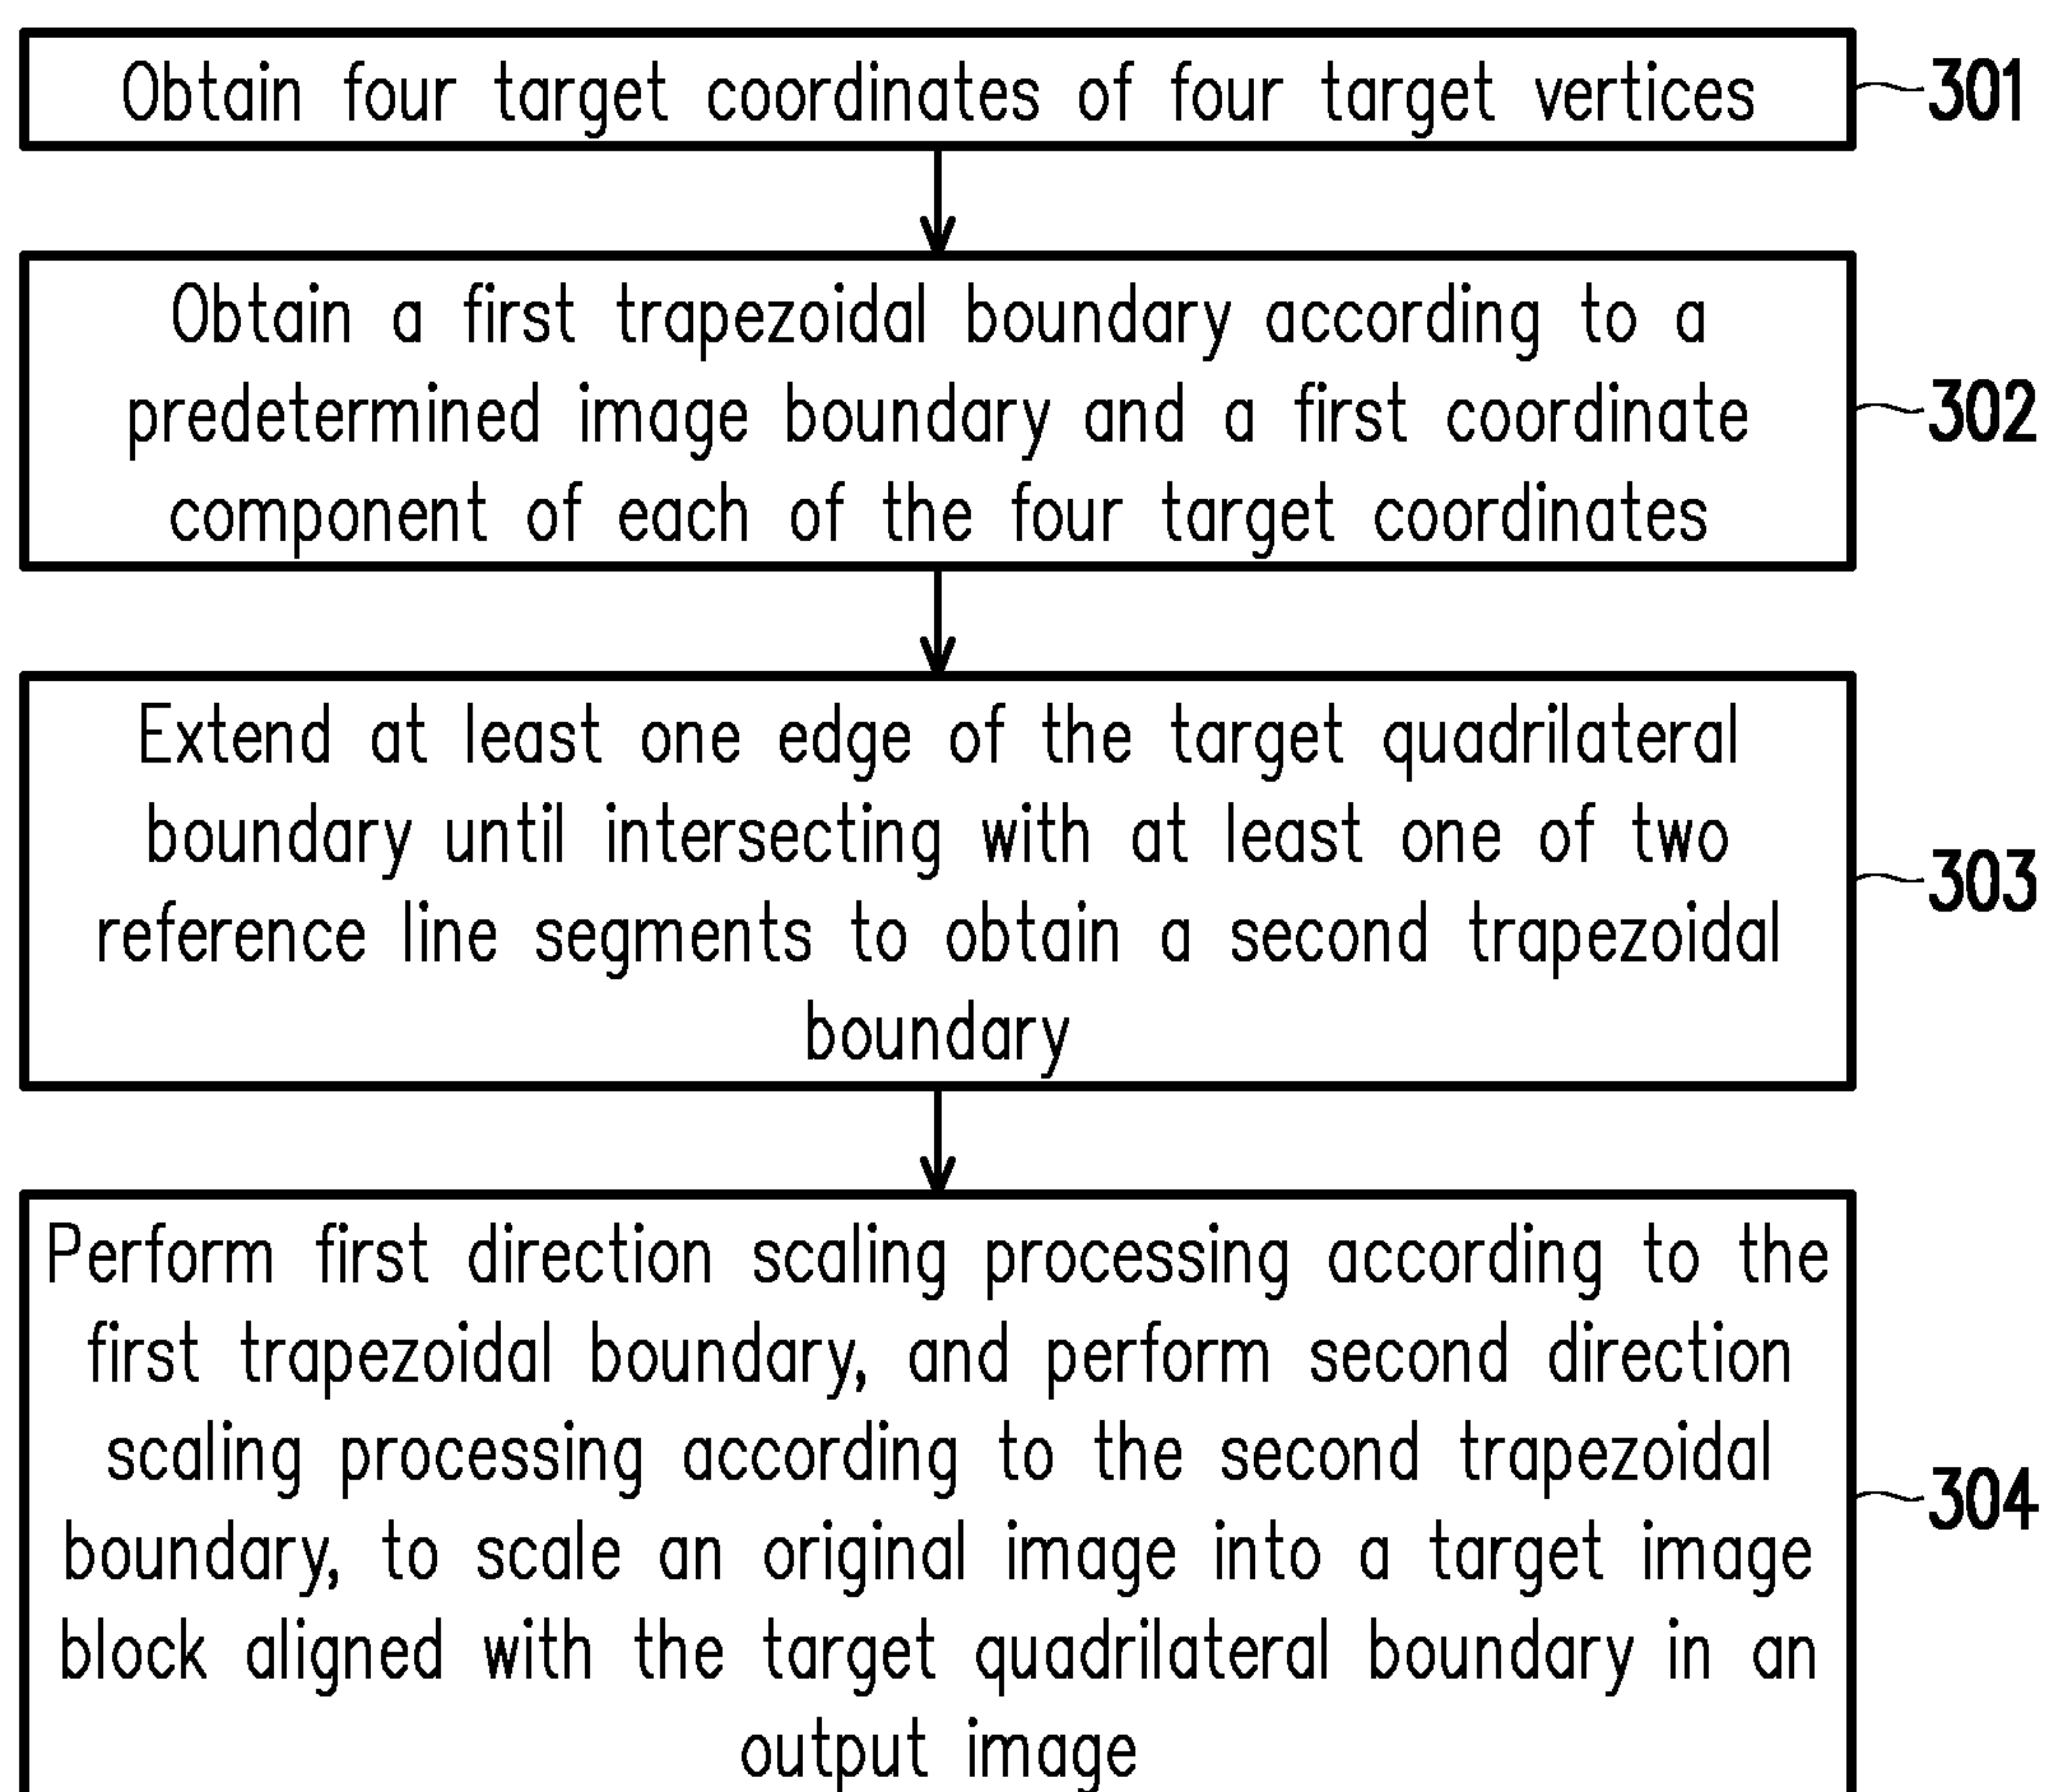 Obtain four target coordinates of four target vertices
301
Obtain a first trapezoidal boundary according to a
predetermined image boundary and a first coordinate
component of each of the four target coordinates
302
Extend at least one edge of the target quadrilateral
boundary until intersecting with at least one of two
reference line segments to obtain a second trapezoidal
boundary
303
Perform first direction scaling processing according to the
first trapezoidal boundary, and perform second direction
scaling processing according to the second trapezoidal
boundary, to scale an original image into a target image
block aligned with the target quadrilateral boundary in an
output image
304